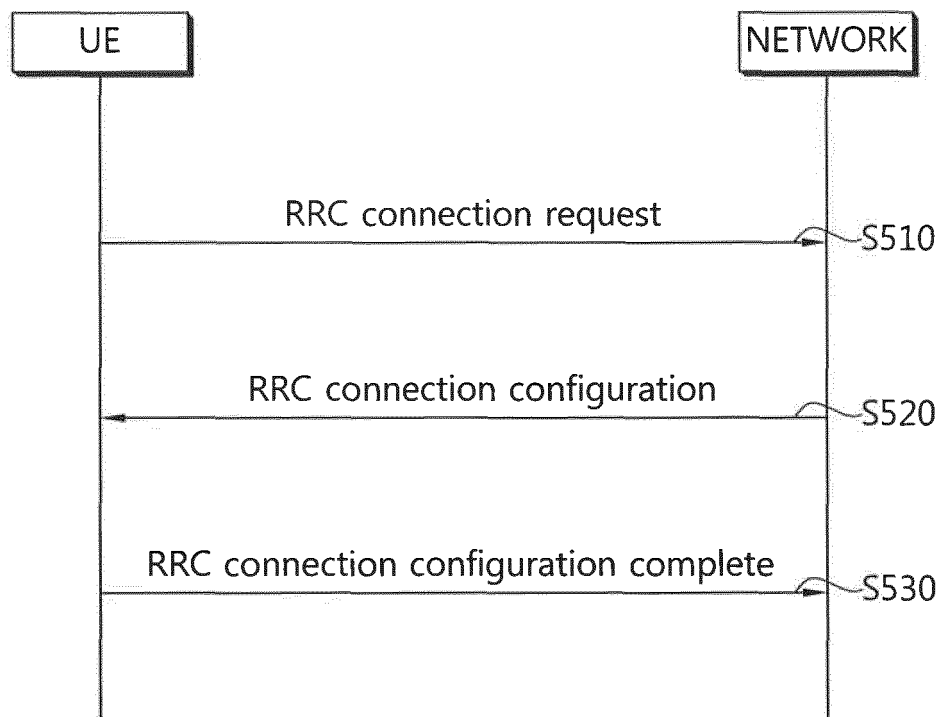 UE
NETWORK
RRC connection request
S510
RRC connection configuration
S520
RRC connection configuration complete
S530